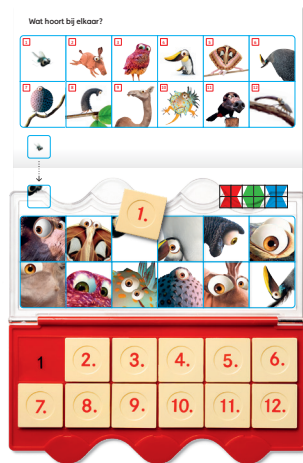 Wat hoort bij elkaar?
1 2 3 4 5 6
7 8 9 10 11 12
1.
1 2. 3. 4. 5. 6.
7. 8. 9. 10. 11. 12.